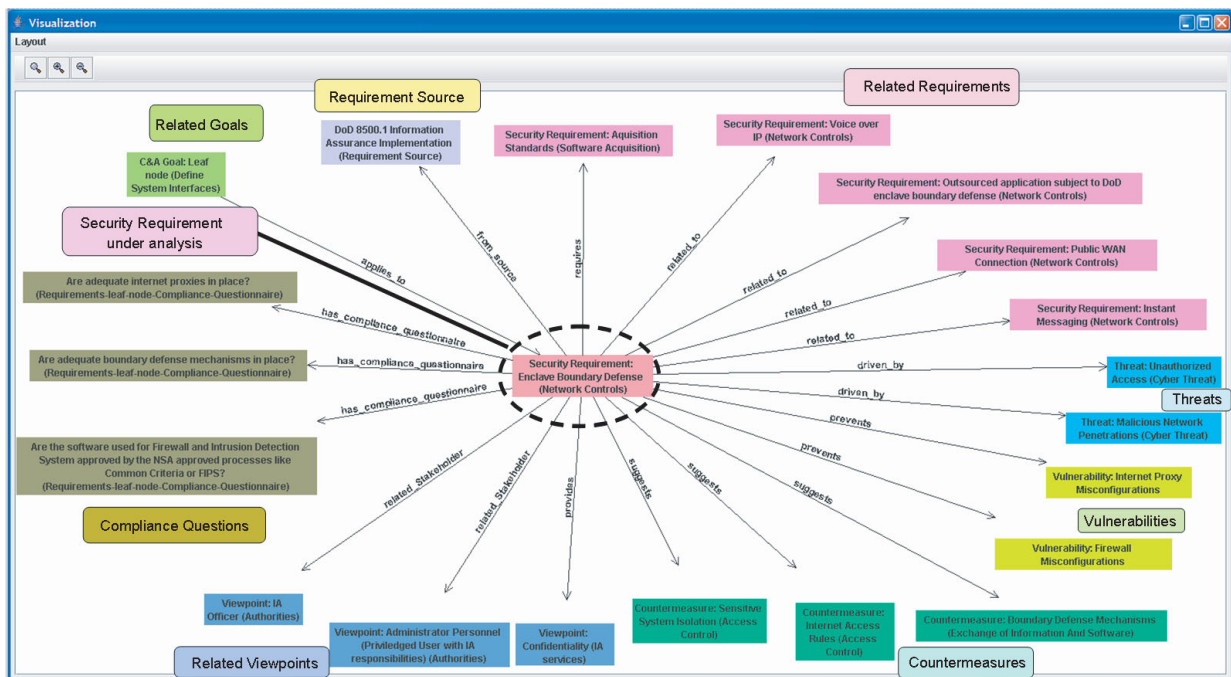 Visualization
Layout
Requirement Source
Related Requirements
Related Goals
DoD 8500.1 Information
Assurance Implementation
(Requirement Source)
Security Requirement: Aquisition
Standards (Software Acquisition)
Security Requirement: Voice over
IP (Network Controls)
C&A Goal: Leaf
node (Define
System Interfaces)
Security Requirement: Outsourced application subject to DoD
enclave boundary defense (Network Controls)
Security Requirement
under analysis
Security Requirement: Public WAN
Connection (Network Controls)
Are adequate internet proxies in place?
(Requirements-leaf-node-Compliance-Questionnaire)
Security Requirement: Instant
Messaging (Network Controls)
applies_to
from_source
requires
related_to
related_to
related_to
related_to
has_compliance_questionnaire
has_compliance_questionnaire
has_compliance_questionnaire
Are adequate boundary defense mechanisms in place?
(Requirements-leaf-node-Compliance-Questionnaire)
Security Requirement:
Enclave Boundary Defense
(Network Controls)
driven_by
driven_by
Threat: Unauthorized
Access (Cyber Threat)
Threats
Threat: Malicious Network
Penetrations (Cyber Threat)
prevents
prevents
Are the software used for Firewall and Intrusion Detection
System approved by the NSA approved processes like
Common Criteria or FIPS?
(Requirements-leaf-node-Compliance-Questionnaire)
related_Stakeholder
related_Stakeholder
provides
suggests
suggests
suggests
Vulnerability: Internet Proxy
Misconfigurations
Compliance Questions
Vulnerabilities
Vulnerability: Firewall
Misconfigurations
Viewpoint: IA
Officer (Authorities)
Viewpoint: Administrator Personnel
(Priviledged User with IA
responsibilities) (Authorities)
Viewpoint:
Confidentiality (IA
services)
Countermeasure: Sensitive
System Isolation (Access
Control)
Countermeasure:
Internet Access
Rules (Access
Control)
Countermeasure: Boundary Defense Mechanisms
(Exchange of Information And Software)
Related Viewpoints
Countermeasures